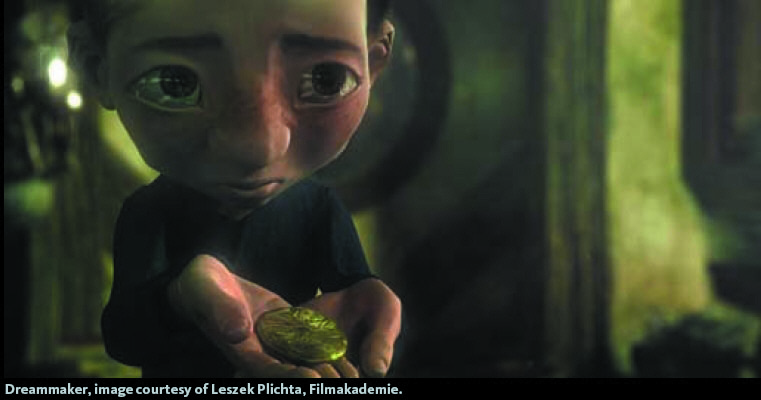 Dreammaker, image courtesy of Leszek Plichta, Filmakademie.